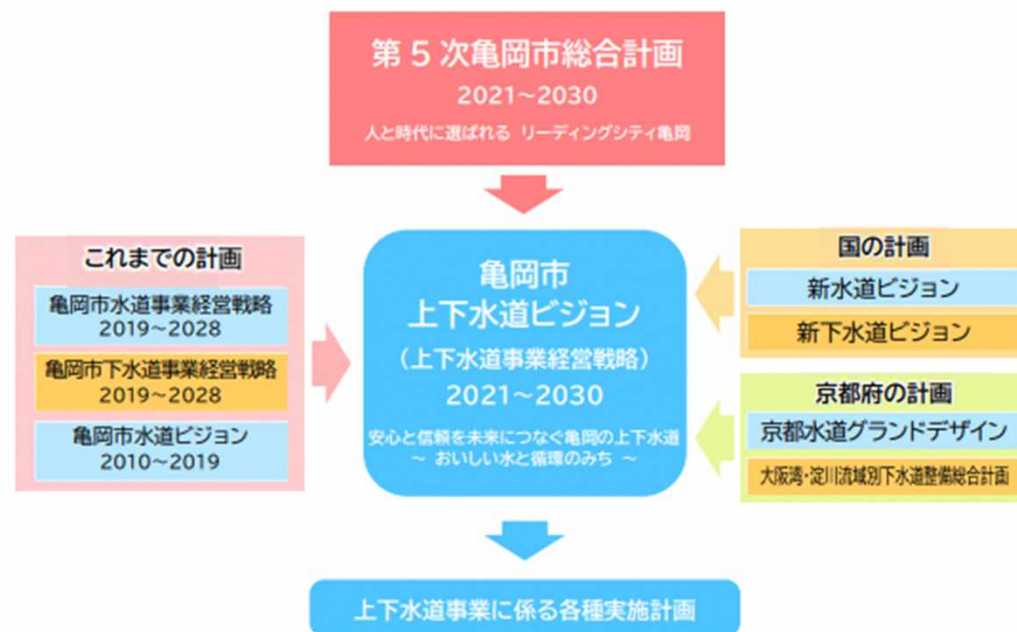 第5次亀岡市総合計画
2021～2030
人と時代に選ばれる リーディングシティ亀岡
これまでの計画
亀岡市水道事業経営戦略
2019～2028
亀岡市下水道事業経営戦略
2019～2028
亀岡市水道ビジョン
2010～2019
亀岡市
上下水道ビジョン
（上下水道事業経営戦略）
2021～2030
安心と信頼を未来につなぐ亀岡の上下水道
～ おいしい水と循環のみち ～
国の計画
新水道ビジョン
新下水道ビジョン
京都府の計画
京都水道グランドデザイン
大阪湾・淀川流域別下水道整備総合計画
上下水道事業に係る各種実施計画